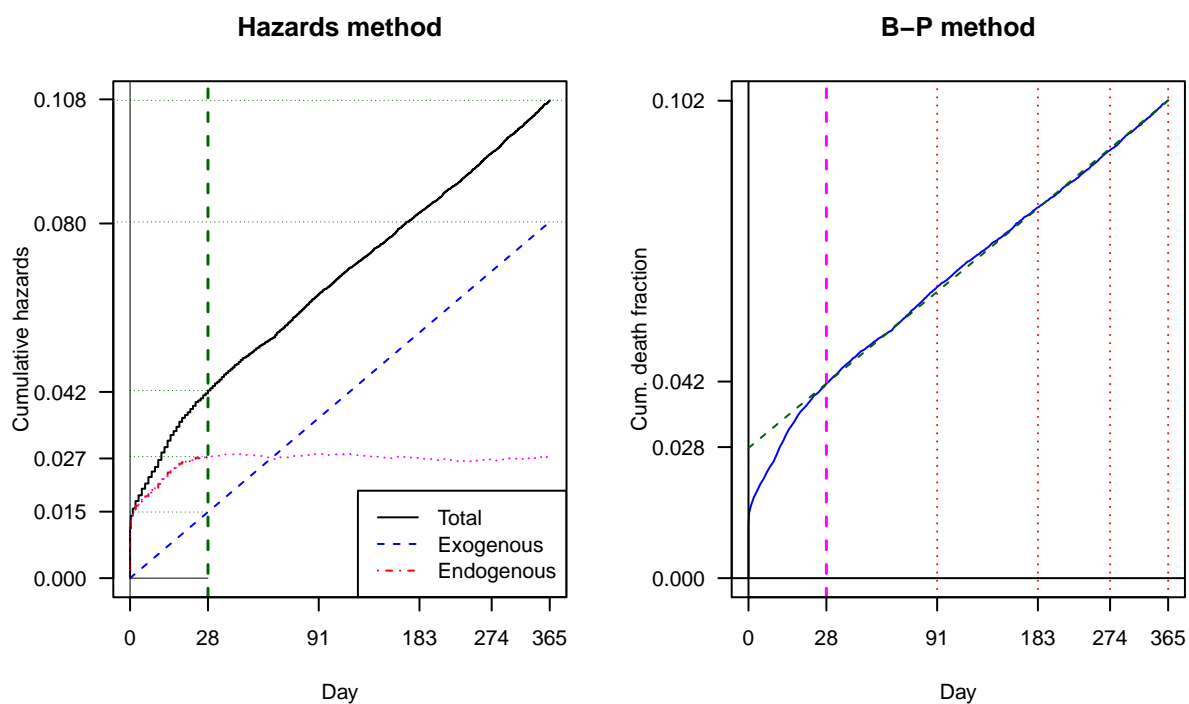 Hazards method
Cumulative hazards
0.108
0.080
0.042
0.027
0.015
0.000
Total
Exogenous
Endogenous
0 28 91 183 274 365
Day
B−P method
Cum. death fraction
0.102
0.042
0.028
0.000
0 28 91 183 274 365
Day